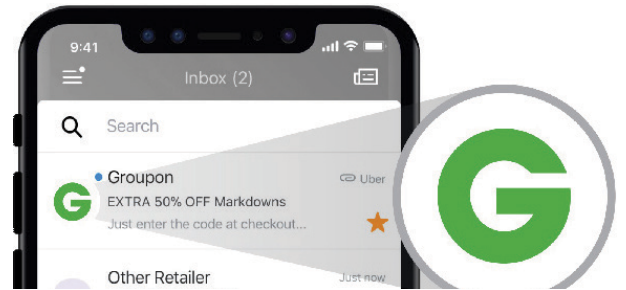 9:41
Inbox (2)
Search
Groupon
Uber
EXTRA 50% OFF Markdowns
Just enter the code at checkout...
Other Retailer
Just now
G